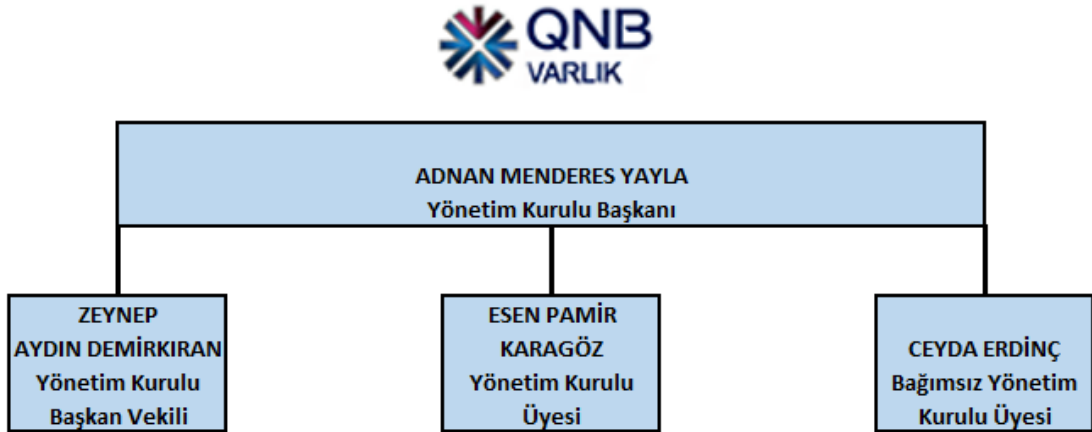 QNB
VARLIK
ADNAN MENDERES YAYLA
Yönetim Kurulu Başkanı
ZEYNEP
AYDIN DEMİRKIRAN
Yönetim Kurulu
Başkan Vekili
ESEN PAMİR
KARAGÖZ
Yönetim Kurulu
Üyesi
CEYDA ERDİNÇ
Bağımsız Yönetim
Kurulu Üyesi